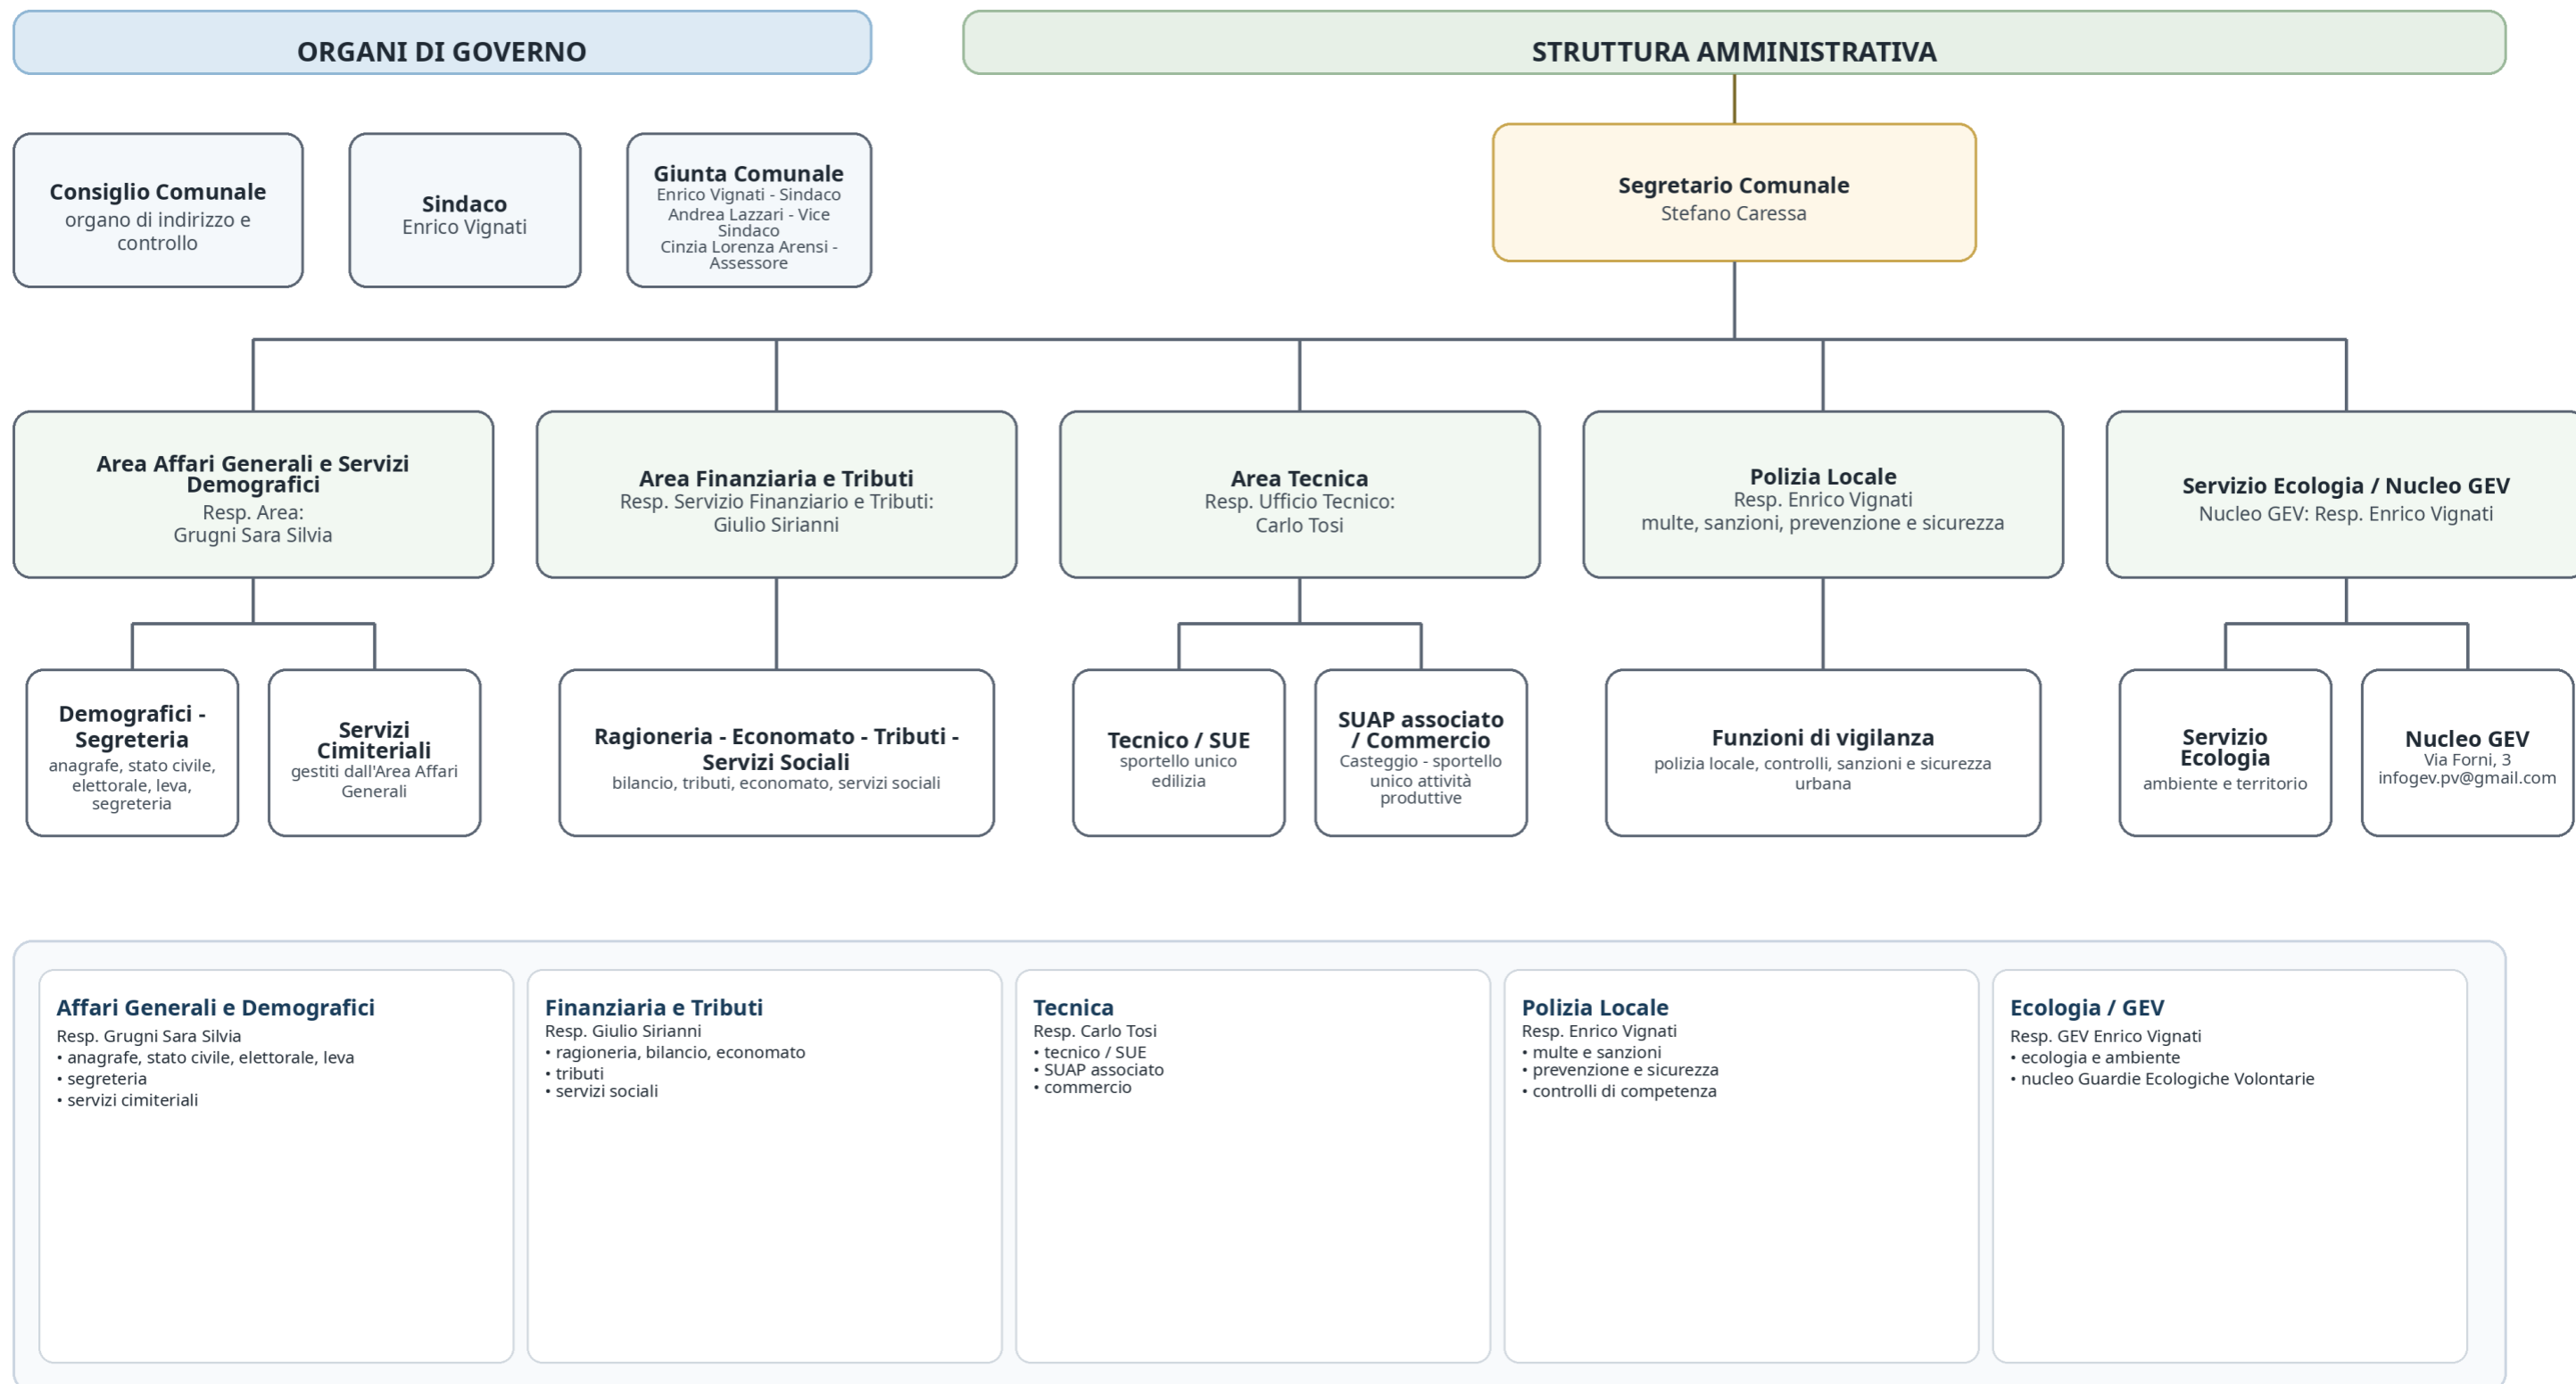 ORGANI DI GOVERNO
STRUTTURA AMMINISTRATIVA
Consiglio Comunale
organo di indirizzo e
controllo
Sindaco
Enrico Vignati
Giunta Comunale
Enrico Vignati - Sindaco
Andrea Lazzari - Vice
Sindaco
Cinzia Lorenza Arensi -
Assessore
Segretario Comunale
Stefano Caressa
Area Affari Generali e Servizi
Demografici
Resp. Area:
Grugni Sara Silvia
Area Finanziaria e Tributi
Resp. Servizio Finanziario e Tributi:
Giulio Sirianni
Area Tecnica
Resp. Ufficio Tecnico:
Carlo Tosi
Polizia Locale
Resp. Enrico Vignati
multe, sanzioni, prevenzione e sicurezza
Servizio Ecologia / Nucleo GEV
Nucleo GEV: Resp. Enrico Vignati
Demografici -
Segreteria
anagrafe, stato civile,
elettorale, leva,
segreteria
Servizi
Cimiteriali
gestiti dall'Area Affari
Generali
Ragioneria - Economato - Tributi -
Servizi Sociali
bilancio, tributi, economato, servizi sociali
Tecnico / SUE
sportello unico
edilizia
SUAP associato
/ Commercio
Casteggio - sportello
unico attività
produttive
Funzioni di vigilanza
polizia locale, controlli, sanzioni e sicurezza
urbana
Servizio
Ecologia
ambiente e territorio
Nucleo GEV
Via Forni, 3
infogev.pv@gmail.com
Affari Generali e Demografici
Resp. Grugni Sara Silvia
• anagrafe, stato civile, elettorale, leva
• segreteria
• servizi cimiteriali
Finanziaria e Tributi
Resp. Giulio Sirianni
• ragioneria, bilancio, economato
• tributi
• servizi sociali
Tecnica
Resp. Carlo Tosi
• tecnico / SUE
• SUAP associato
• commercio
Polizia Locale
Resp. Enrico Vignati
• multe e sanzioni
• prevenzione e sicurezza
• controlli di competenza
Ecologia / GEV
Resp. GEV Enrico Vignati
• ecologia e ambiente
• nucleo Guardie Ecologiche Volontarie